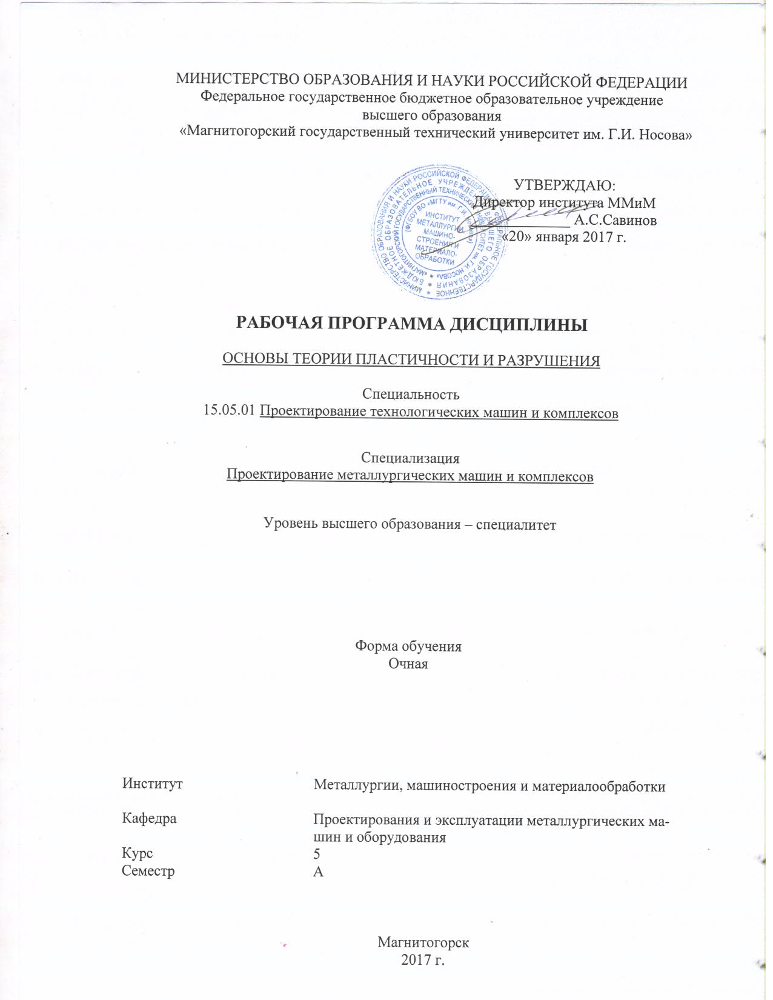 МИНИСТЕРСТВО ОБРАЗОВАНИЯ И НАУКИ РОССИЙСКОЙ ФЕДЕРАЦИИ
Федеральное государственное бюджетное образовательное учреждение
высшего образования
«Магнитогорский государственный технический университет им. Г.И. Носова»
УТВЕРЖДАЮ:
Директор института ММиМ
А.С.Савинов
«20» января 2017 г.
МИНИСТЕРСТВО ОБРАЗОВАНИЯ И НАУКИ РОССИЙСКОЙ ФЕДЕРАЦИИ * ФЕДЕРАЛЬНОЕ ГОСУДАРСТВЕННОЕ
БЮДЖЕТНОЕ ОБРАЗОВАТЕЛЬНОЕ УЧРЕЖДЕНИЕ ВЫСШЕГО ОБРАЗОВАНИЯ *
«МАГНИТОГОРСКИЙ ГОСУДАРСТВЕННЫЙ ТЕХНИЧЕСКИЙ УНИВЕРСИТЕТ им. Г.И. НОСОВА» *
(ФГБОУ ВО «МГТУ им. Г.И. Носова»)
ИНСТИТУТ
МЕТАЛЛУРГИИ,
МАШИНО-
СТРОЕНИЯ И
МАТЕРИАЛО-
ОБРАБОТКИ
РАБОЧАЯ ПРОГРАММА ДИСЦИПЛИНЫ
ОСНОВЫ ТЕОРИИ ПЛАСТИЧНОСТИ И РАЗРУШЕНИЯ
Специальность
15.05.01 Проектирование технологических машин и комплексов
Специализация
Проектирование металлургических машин и комплексов
Уровень высшего образования – специалитет
Форма обучения
Очная
Институт Металлургии, машиностроения и материалообработки
Кафедра Проектирования и эксплуатации металлургических ма-
шин и оборудования
Курс 5
Семестр А
Магнитогорск
2017 г.